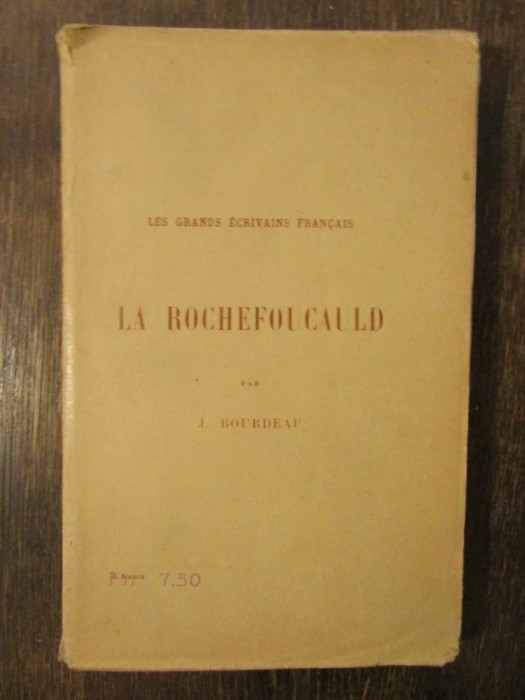 LES GRANDS ÉCRIVAINS FRANÇAIS
LA ROCHEFOUCAULD
PAR
J. BOURDEAU
7.50